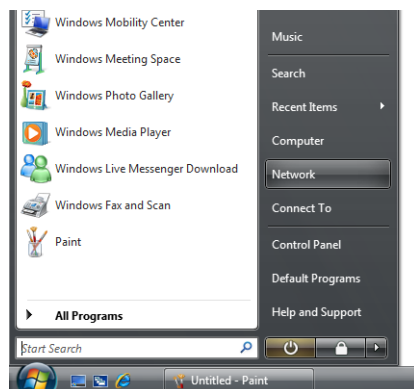 Windows Mobility Center
Windows Meeting Space
Windows Photo Gallery
Windows Media Player
Windows Live Messenger Download
Windows Fax and Scan
Paint
All Programs
Start Search
Music
Search
Recent Items
Computer
Network
Connect To
Control Panel
Default Programs
Help and Support
Untitled - Paint